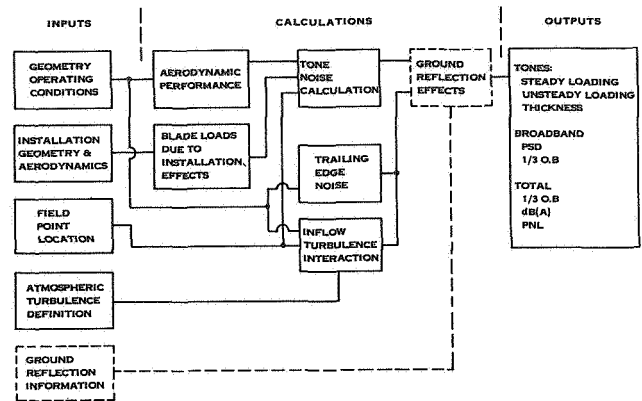 INPUTS
CALCULATIONS
OUTPUTS
GEOMETRY
OPERATING
CONDITIONS
AERODYNAMIC
PERFORMANCE
TONE
NOISE
CALCULATION
GROUND
REFLECTION
EFFECTS
TONES:
STEADY LOADING
UNSTEADY LOADING
THICKNESS
BROADBAND
PSD
1/3 O.B
TOTAL
1/3 O.B
dB(A)
PNL
INSTALLATION
GEOMETRY &
AERODYNAMICS
BLADE LOADS
DUE TO
INSTALLATION
EFFECTS
TRAILING
EDGE
NOISE
FIELD
POINT
LOCATION
INFLOW
TURBULENCE
INTERACTION
ATMOSPHERIC
TURBULENCE
DEFINITION
GROUND
REFLECTION
INFORMATION